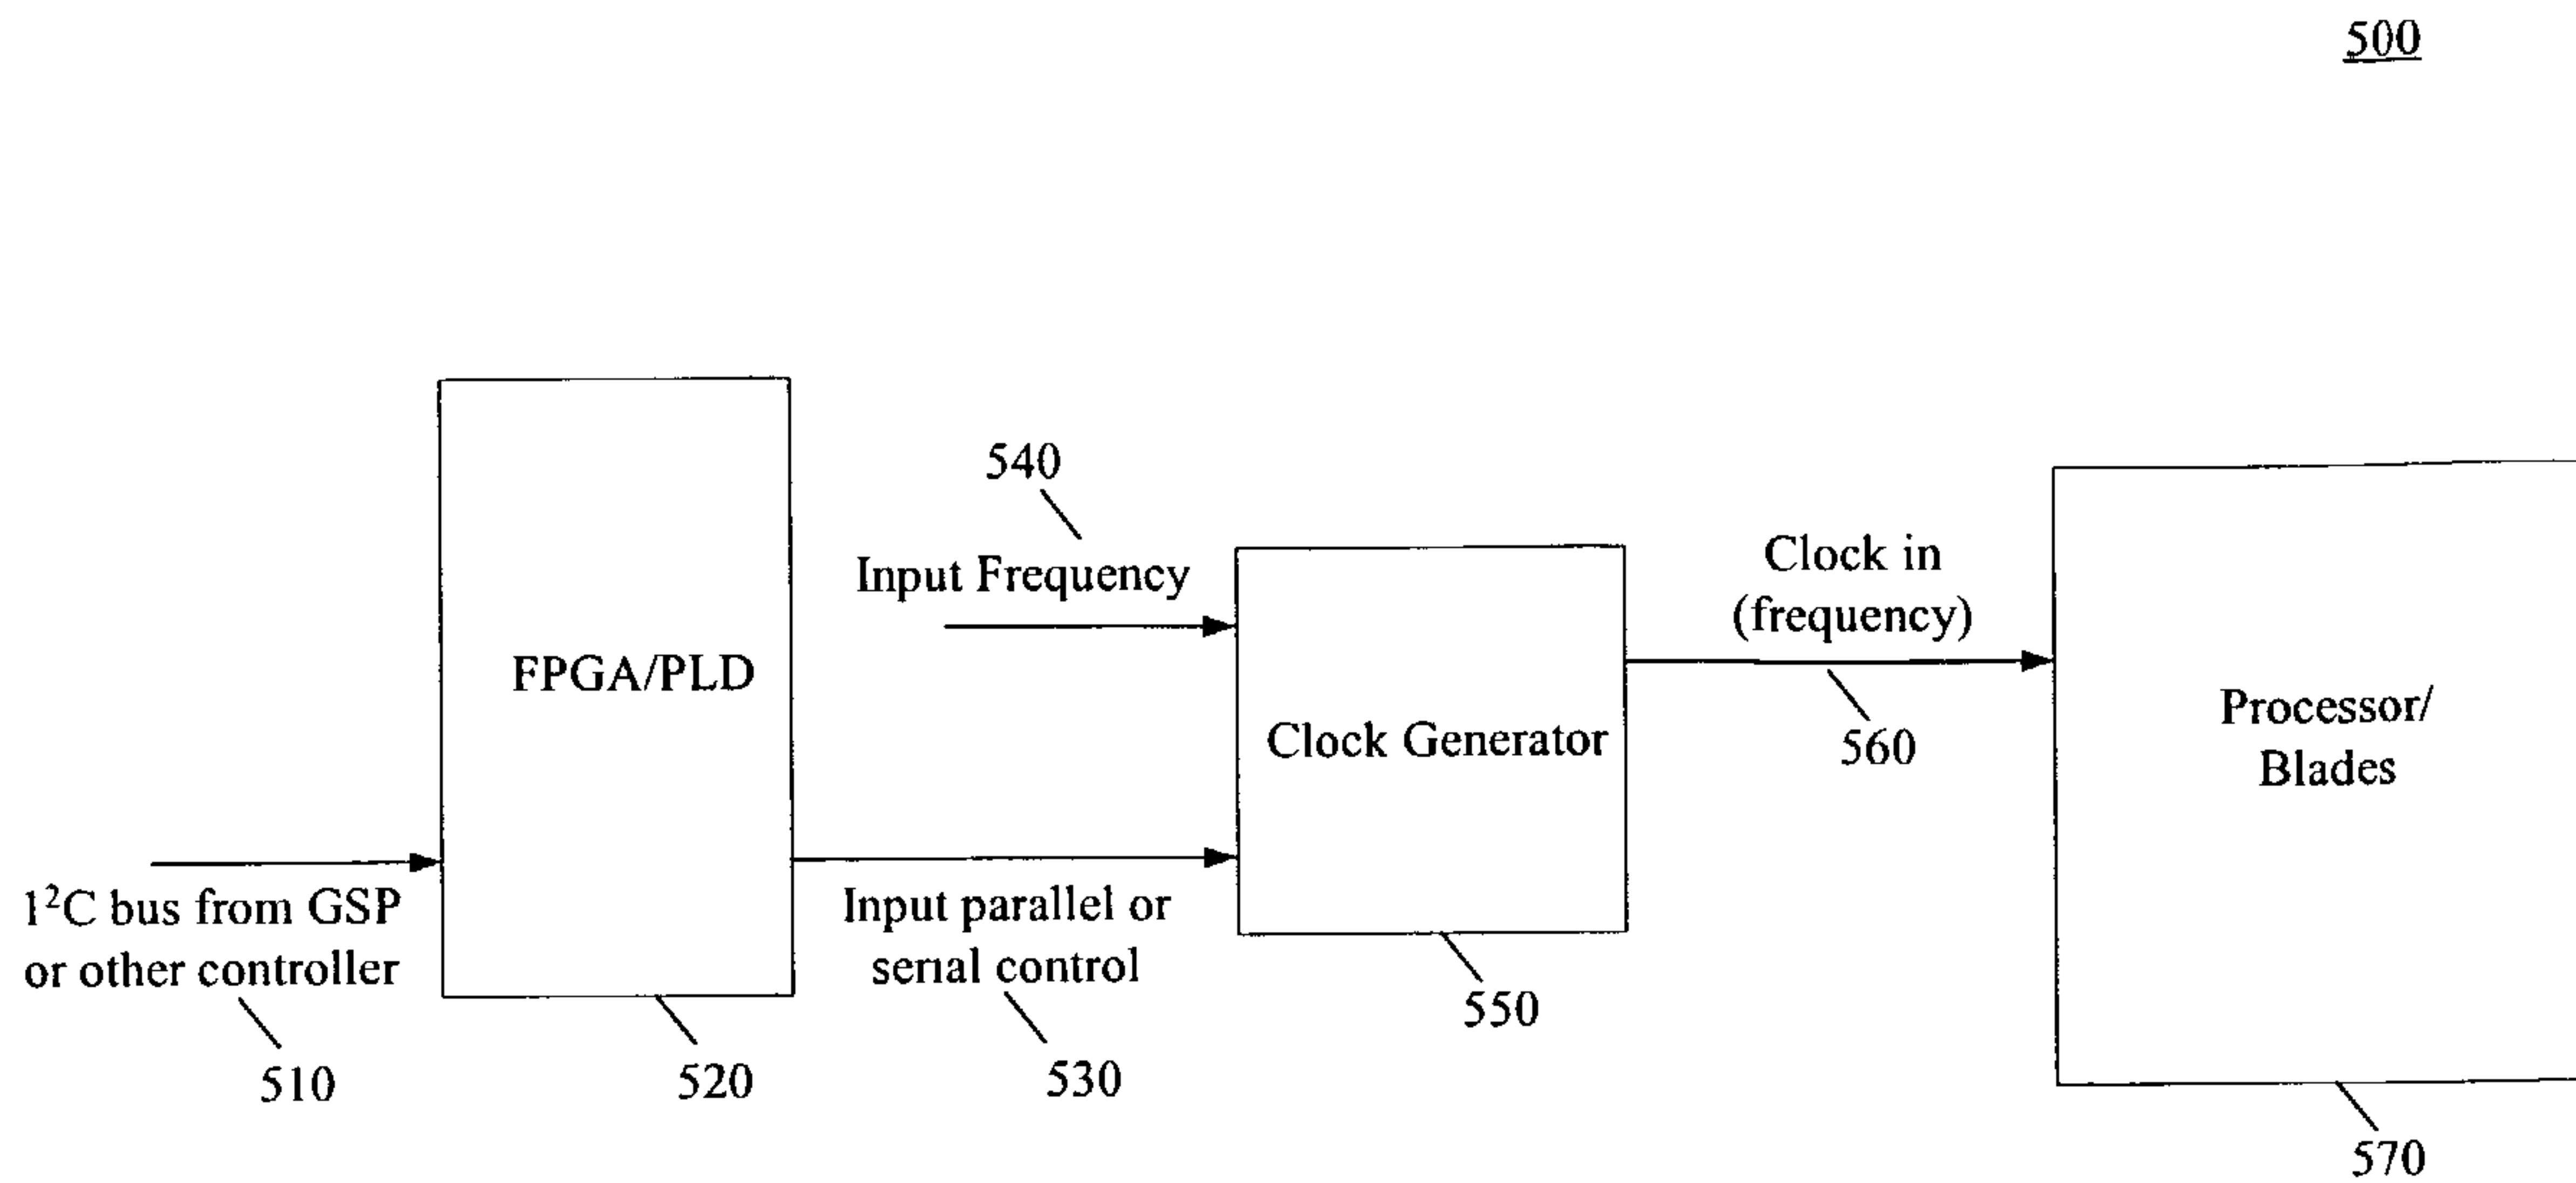 500
540
Input Frequency
Clock in
(frequency)
560
FPGA/PLD
Clock Generator
Processor/
Blades
1²C bus from GSP
or other controller
510
520
Input parallel or
serial control
530
550
570